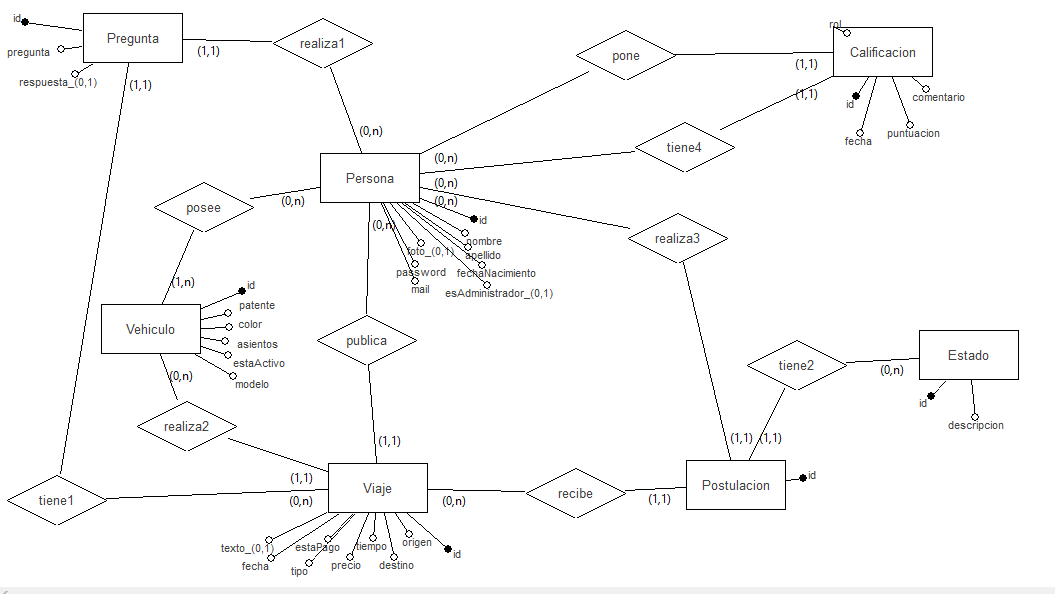 id
Pregunta
pregunta
respuesta_(0,1)
(1,1)
(1,1)
realiza1
(0,n)
pone
rol
Calificacion
(1,1)
(1,1)
id
fecha
puntuacion
comentario
tiene4
Persona
(0,n)
(0,n)
(0,n)
(0,n)
(0,n)
id
nombre
apellido
fechaNacimiento
esAdministrador_(0,1)
foto_(0,1)
password
mail
posee
(1,n)
Vehiculo
id
patente
color
asientos
estaActivo
modelo
(0,n)
realiza2
(1,1)
publica
(1,1)
realiza3
(1,1)
(1,1)
tiene2
(0,n)
Estado
id
descripcion
tiene1
(0,n)
Viaje
(0,n)
recibe
(1,1)
Postulacion
id
texto_(0,1)
fecha
estaPago
tipo
tiempo
precio
destino
origen
id